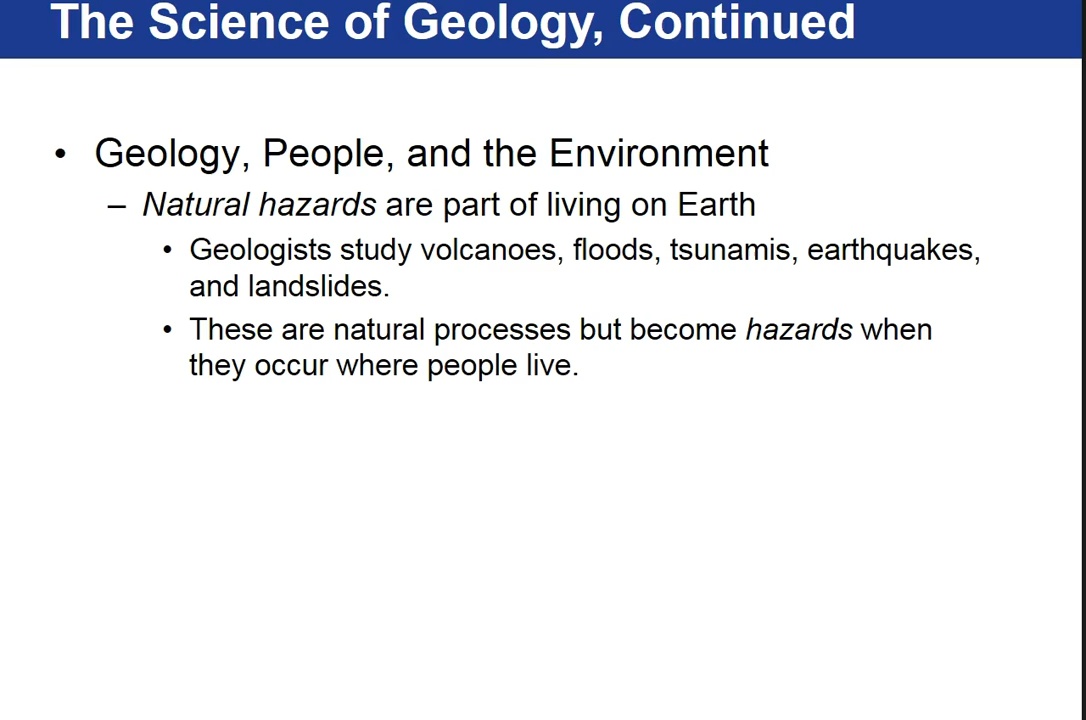 The Science of Geology, Continued
• Geology, People, and the Environment
– Natural hazards are part of living on Earth
• Geologists study volcanoes, floods, tsunamis, earthquakes,
and landslides.
• These are natural processes but become hazards when
they occur where people live.